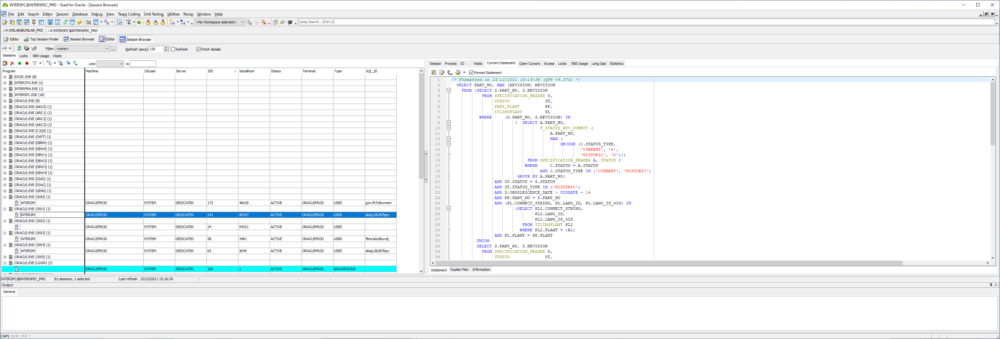 INTERSPC@INTERSPEC_PRD - Toad for Oracle - [Session Browser]
File Edit Search Editor Session Database Debug View Team Coding Unit Testing Utilities Rerun Window Help
<No Workspace selected> Jump Search...(Ctrl+J)
UNILAB@UNILAB_PRD INTERSPC@INTERSPEC_PRD
Editor Top Session Finder Session Browser Editor Session Browser
Filter: <none> ... Refresh (secs) 120 Refresh Fetch details
Sessions Locks RBS Usage Waits
Limit to
Program Machine OSUser Server SID SerialNum Status Terminal Type SQL_ID
EXCEL.EXE (8)
INTERCFG.EXE (1)
INTERFRM.EXE (1)
INTERSPC.EXE (18)
ORACLE.EXE (8)
ORACLE.EXE (ARC0) (1)
ORACLE.EXE (ARC1) (1)
ORACLE.EXE (ARC2) (1)
ORACLE.EXE (ARC3) (1)
ORACLE.EXE (CJQ0) (1)
ORACLE.EXE (CKPT) (1)
ORACLE.EXE (DBRM) (1)
ORACLE.EXE (DBW0) (1)
ORACLE.EXE (DBW1) (1)
ORACLE.EXE (DBW2) (1)
ORACLE.EXE (DBW3) (1)
ORACLE.EXE (DBW4) (1)
ORACLE.EXE (DIA0) (1)
ORACLE.EXE (DIAG) (1)
ORACLE.EXE (GEN0) (1)
ORACLE.EXE (J000) (1)
INTERSPC ORACLEPROD SYSTEM DEDICATED 172 46639 ACTIVE ORACLEPROD USER gzw767ckkwnmm
ORACLE.EXE (J001) (1)
INTERSPC ORACLEPROD SYSTEM DEDICATED 241 40257 ACTIVE ORACLEPROD USER abajy2b287bpy
ORACLE.EXE (J002) (1)
ORACLEPROD SYSTEM DEDICATED 24 54321 ACTIVE ORACLEPROD USER
ORACLE.EXE (J003) (1)
INTERSPC ORACLEPROD SYSTEM DEDICATED 58 3481 ACTIVE ORACLEPROD USER fbmca0cd6uvdj
ORACLE.EXE (J004) (1)
INTERSPC ORACLEPROD SYSTEM DEDICATED 65 3649 ACTIVE ORACLEPROD USER abajy2b287bpy
ORACLE.EXE (J005) (1)
ORACLE.EXE (LGWR) (1)
ORACLEPROD SYSTEM DEDICATED 106 1 ACTIVE ORACLEPROD BACKGROUND
Session Process IO Waits Current Statement Open Cursors Access Locks RBS Usage Long Ops Statistics
Format Statement
1 /* Formatted on 23/12/2021 15:19:36 (QP5 v5.374) */
2 SELECT PART_NO, MAX (REVISION) REVISION
3 FROM (SELECT S.PART_NO, S.REVISION
4 FROM SPECIFICATION_HEADER S,
5 STATUS ST,
6 PART_PLANT PP,
7 ITLIMSPLANT PL
8 WHERE (S.PART_NO, S.REVISION) IN
9 ( SELECT A.PART_NO,
10 F_STATUS_REV_SUBMIT (
11 A.PART_NO,
12 MAX (
13 DECODE (C.STATUS_TYPE,
14 'CURRENT', 'e',
15 'HISTORIC', 'b')))
16 FROM SPECIFICATION_HEADER A, STATUS C
17 WHERE C.STATUS = A.STATUS
18 AND C.STATUS_TYPE IN ('CURRENT', 'HISTORIC')
19 GROUP BY A.PART_NO)
20 AND ST.STATUS = S.STATUS
21 AND ST.STATUS_TYPE IN ('HISTORIC')
22 AND S.OBSOLESCENCE_DATE > SYSDATE - 14
23 AND PP.PART_NO = S.PART_NO
24 AND (PL.CONNECT_STRING, PL.LANG_ID, PL.LANG_ID_4ID) IN
25 (SELECT PL2.CONNECT_STRING,
26 PL2.LANG_ID,
27 PL2.LANG_ID_4ID
28 FROM ITLIMSPLANT PL2
29 WHERE PL2.PLANT = :B1)
30 AND PL.PLANT = PP.PLANT
31 UNION
32 SELECT S.PART_NO, S.REVISION
33 FROM SPECIFICATION_HEADER S,
34 STATUS ST,
Statement Explain Plan Information
INTERSPC@INTERSPEC_PRD 81 sessions, 1 selected Last refresh 23/12/2021 15:16:39
Output
General
CAPS NUM INS